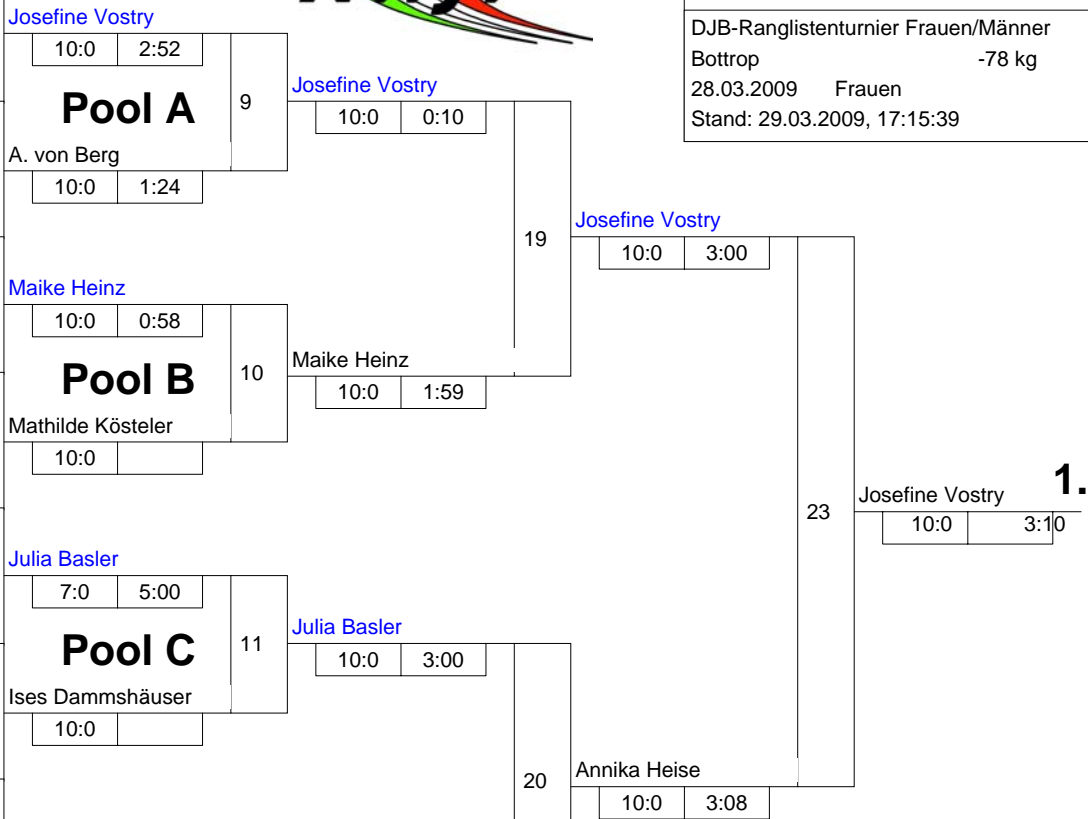 DJB-Ranglistenturnier Frauen/Männer
Bottrop -78 kg
28.03.2009 Frauen
Stand: 29.03.2009, 17:15:39
Josefine Vostry
10:0 2:52
Pool A
9
A. von Berg
10:0 1:24
Josefine Vostry
10:0 0:10
19
Josefine Vostry
10:0 3:00
Maike Heinz
10:0 0:58
Pool B
10
Mathilde Kösteler
10:0
Maike Heinz
10:0 1:59
23
Josefine Vostry 1.
10:0 3:10
Julia Basler
7:0 5:00
Pool C
11
Ises Dammshäuser
10:0
Julia Basler
10:0 3:00
20
Annika Heise
10:0 3:08